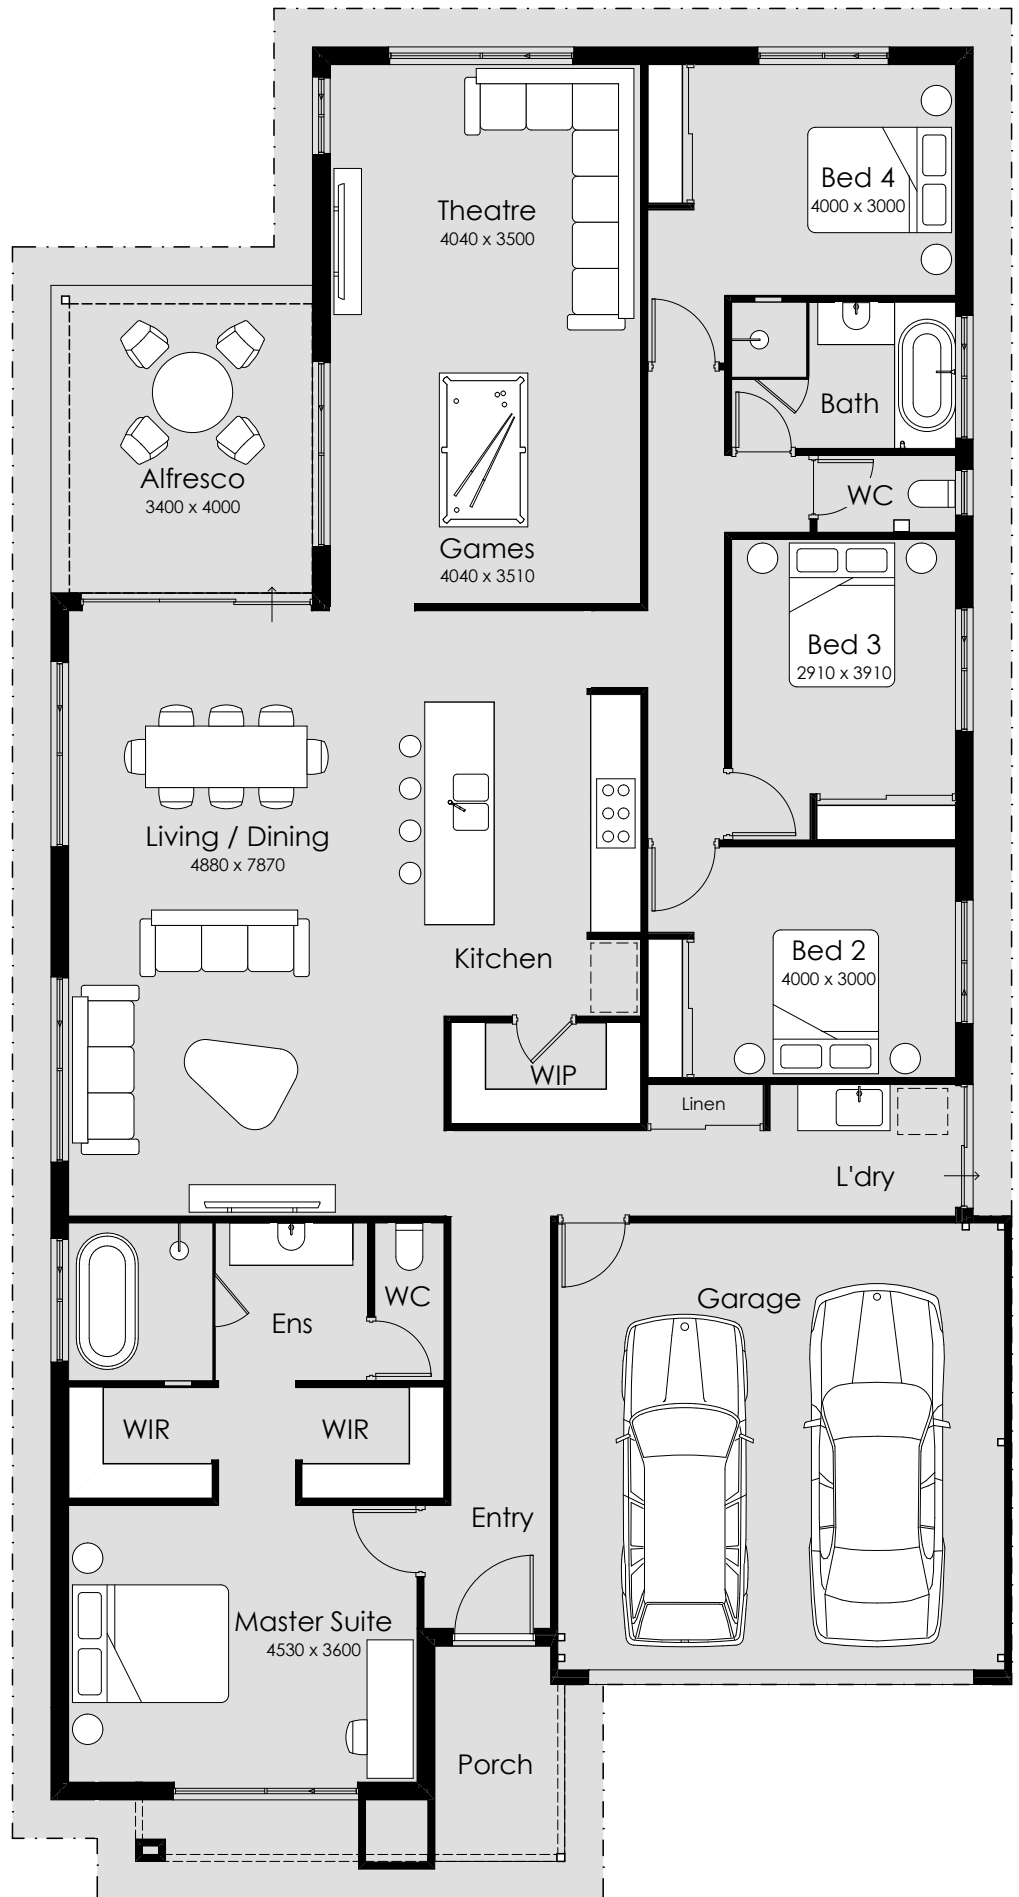 Bed 4
4000 x 3000
Theatre
4040 x 3500
Bath
Alfresco
3400 x 4000
WC
Games
4040 x 3510
Bed 3
2910 x 3910
Living / Dining
4880 x 7870
Kitchen
Bed 2
4000 x 3000
WIP
Linen
L'dry
WC
Garage
Ens
WIR
WIR
Entry
Master Suite
4530 x 3600
Porch